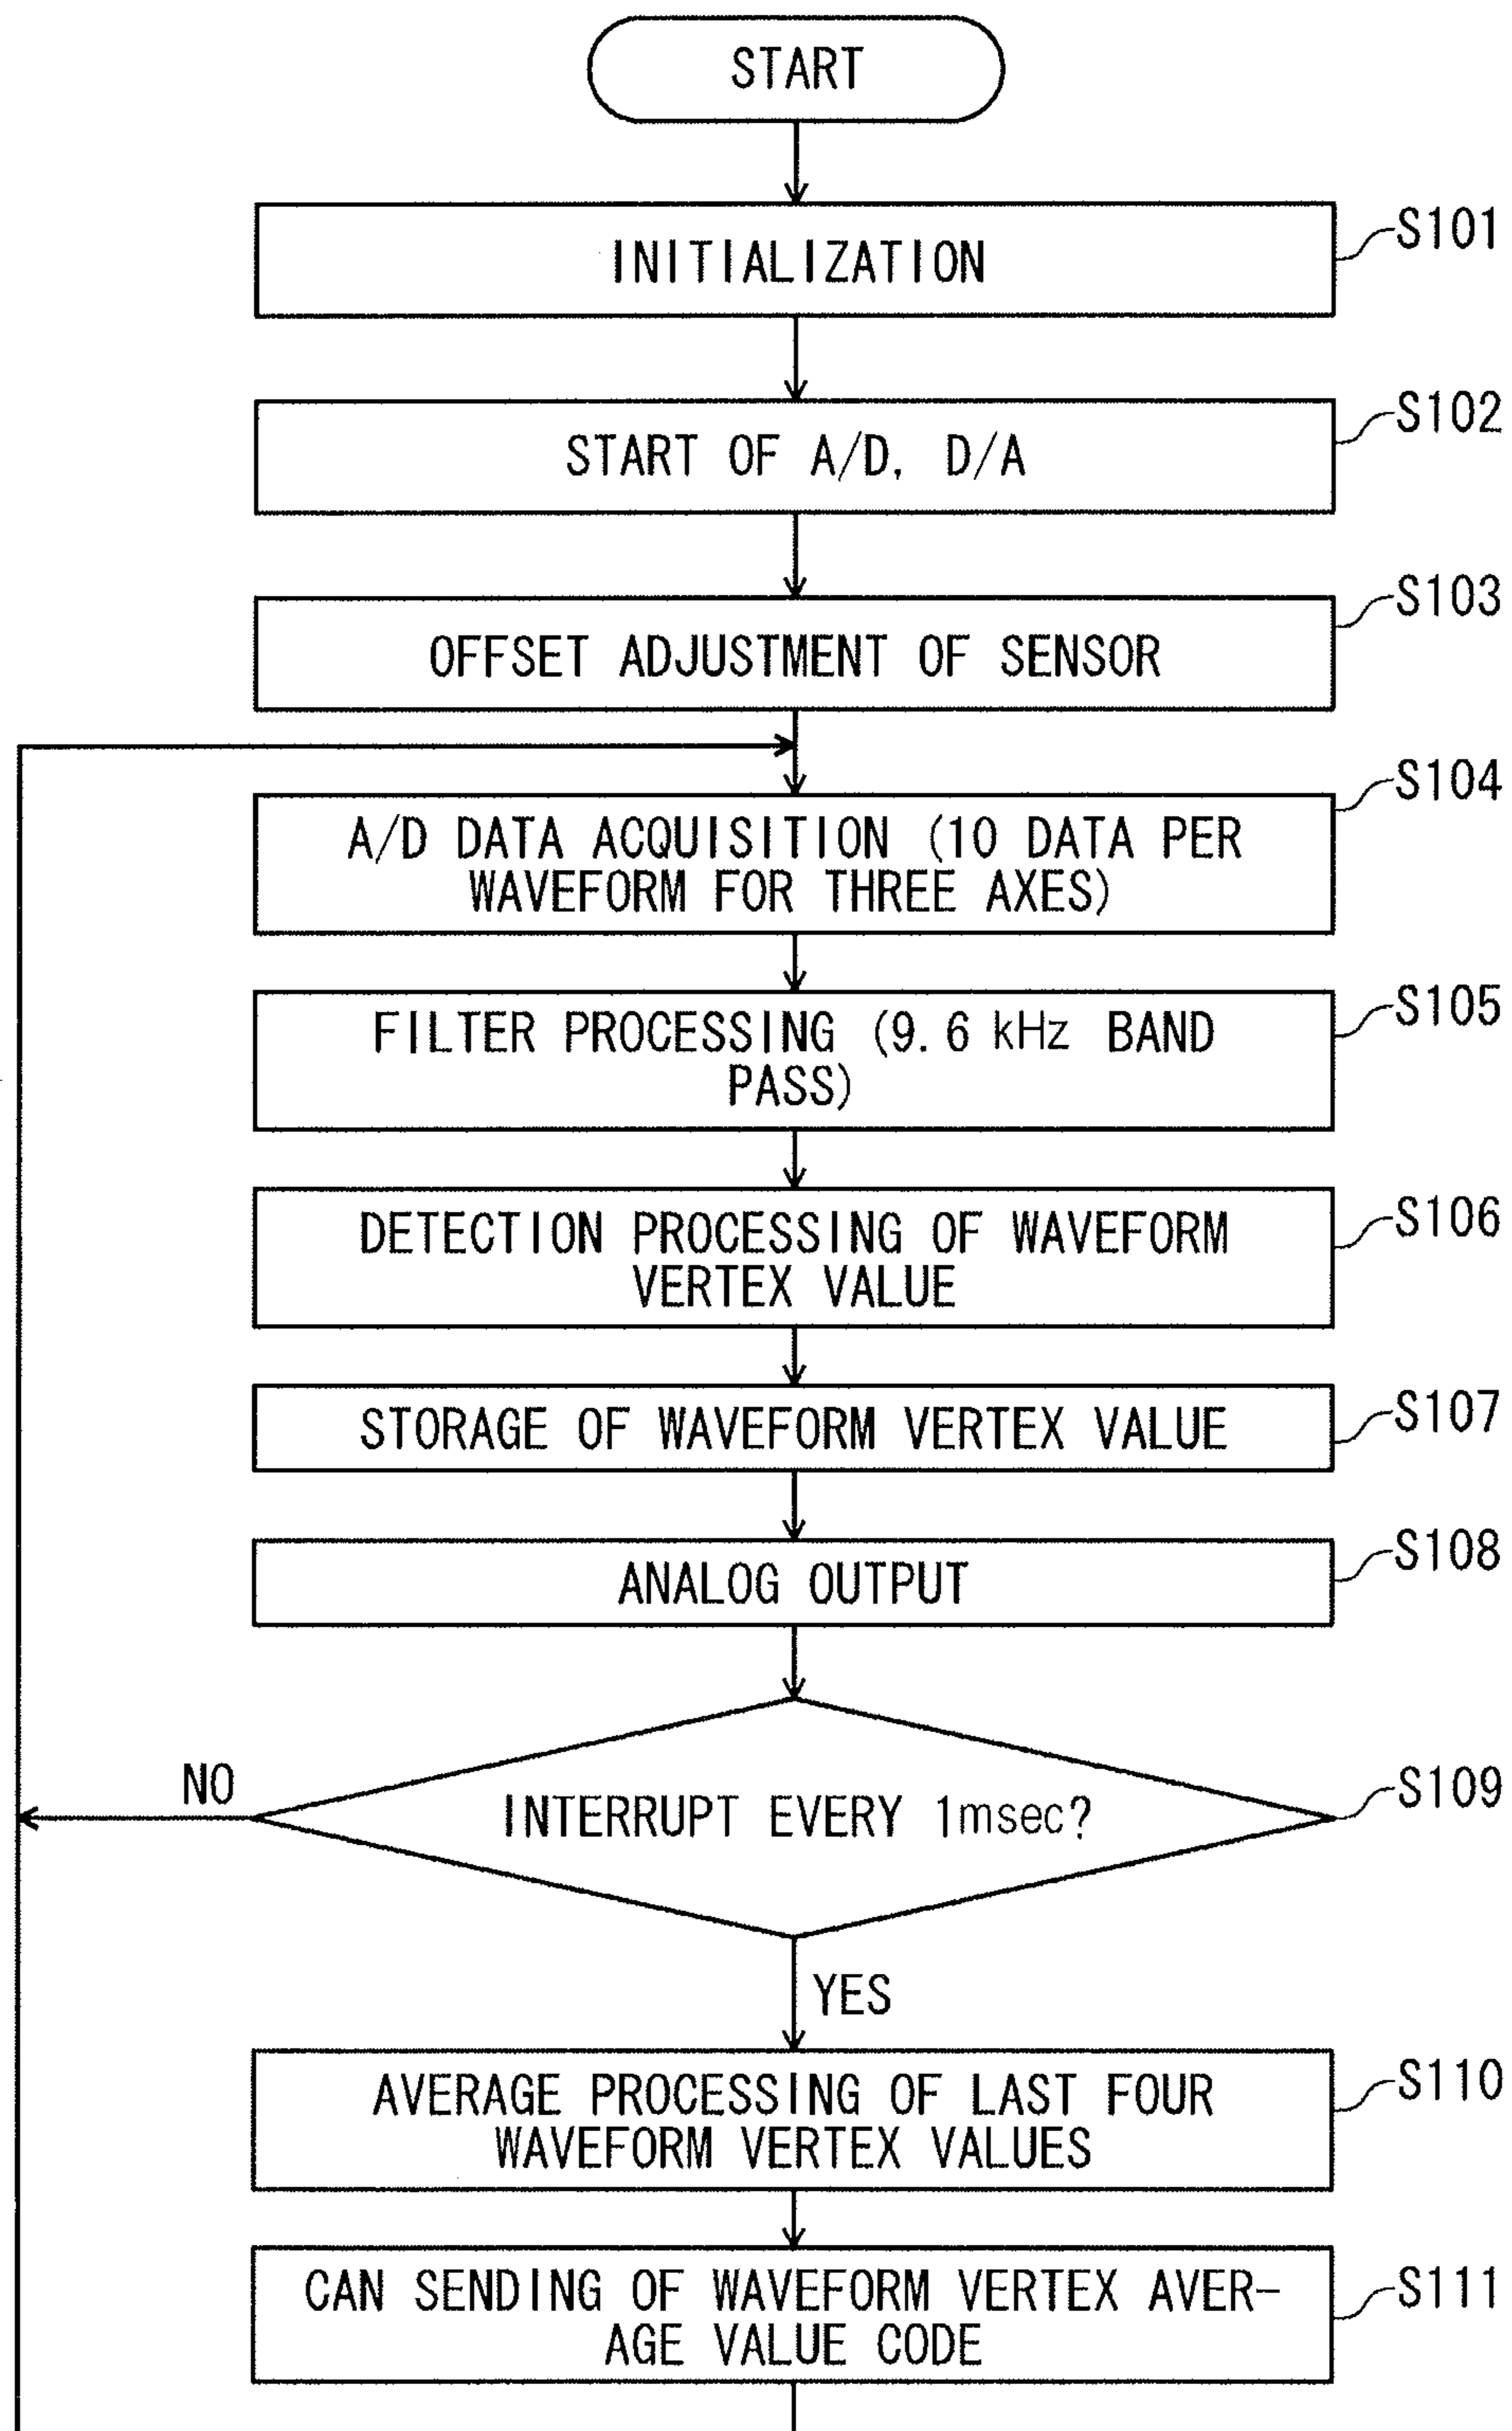 START
INITIALIZATION
S101
START OF A/D, D/A
S102
OFFSET ADJUSTMENT OF SENSOR
S103
A/D DATA ACQUISITION (10 DATA PER
WAVEFORM FOR THREE AXES)
S104
FILTER PROCESSING (9.6 kHz BAND
PASS)
S105
DETECTION PROCESSING OF WAVEFORM
VERTEX VALUE
S106
STORAGE OF WAVEFORM VERTEX VALUE
S107
ANALOG OUTPUT
S108
NO
INTERRUPT EVERY 1msec?
S109
YES
AVERAGE PROCESSING OF LAST FOUR
WAVEFORM VERTEX VALUES
S110
CAN SENDING OF WAVEFORM VERTEX AVER-
AGE VALUE CODE
S111